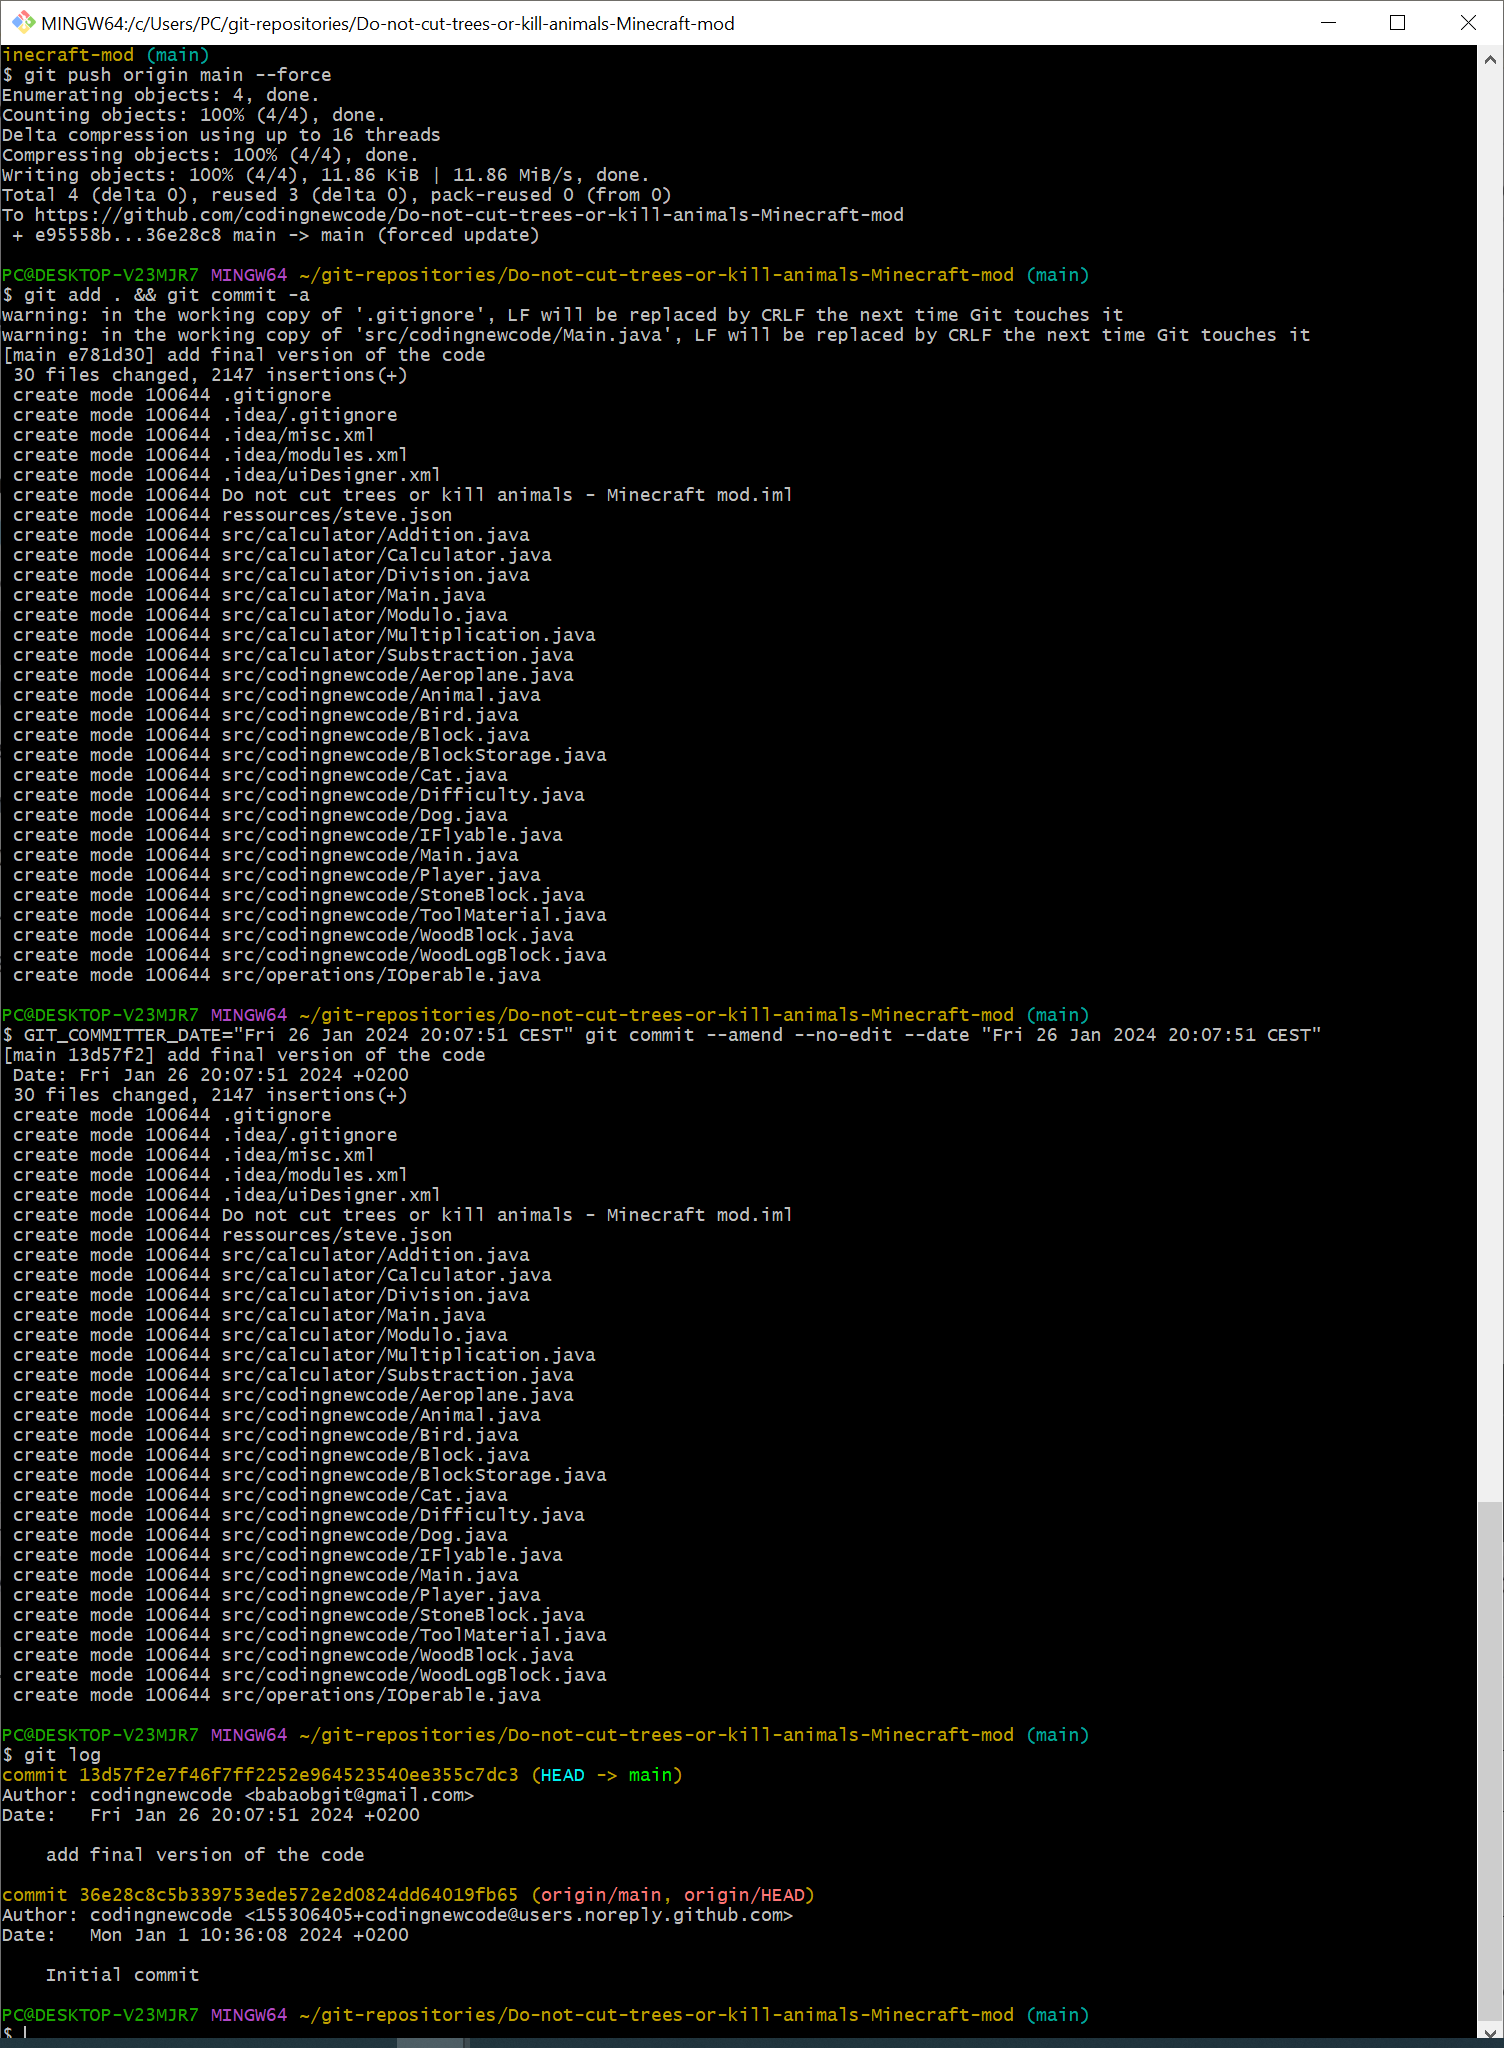 MINGW64:/c/Users/PC/git-repositories/Do-not-cut-trees-or-kill-animals-Minecraft-mod
inecraft-mod (main)
$ git push origin main --force
Enumerating objects: 4, done.
Counting objects: 100% (4/4), done.
Delta compression using up to 16 threads
Compressing objects: 100% (4/4), done.
Writing objects: 100% (4/4), 11.86 KiB | 11.86 MiB/s, done.
Total 4 (delta 0), reused 3 (delta 0), pack-reused 0 (from 0)
To https://github.com/codingnewcode/Do-not-cut-trees-or-kill-animals-Minecraft-mod
 + e95558b...36e28c8 main -> main (forced update)

PC@DESKTOP-V23MJR7 MINGW64 ~/git-repositories/Do-not-cut-trees-or-kill-animals-Minecraft-mod (main)
$ git add . && git commit -a
warning: in the working copy of '.gitignore', LF will be replaced by CRLF the next time Git touches it
warning: in the working copy of 'src/codingnewcode/Main.java', LF will be replaced by CRLF the next time Git touches it
[main e781d30] add final version of the code
 30 files changed, 2147 insertions(+)
 create mode 100644 .gitignore
 create mode 100644 .idea/.gitignore
 create mode 100644 .idea/misc.xml
 create mode 100644 .idea/modules.xml
 create mode 100644 .idea/uiDesigner.xml
 create mode 100644 Do not cut trees or kill animals - Minecraft mod.iml
 create mode 100644 ressources/steve.json
 create mode 100644 src/calculator/Addition.java
 create mode 100644 src/calculator/Calculator.java
 create mode 100644 src/calculator/Division.java
 create mode 100644 src/calculator/Main.java
 create mode 100644 src/calculator/Modulo.java
 create mode 100644 src/calculator/Multiplication.java
 create mode 100644 src/calculator/Substraction.java
 create mode 100644 src/codingnewcode/Aeroplane.java
 create mode 100644 src/codingnewcode/Animal.java
 create mode 100644 src/codingnewcode/Bird.java
 create mode 100644 src/codingnewcode/Block.java
 create mode 100644 src/codingnewcode/BlockStorage.java
 create mode 100644 src/codingnewcode/Cat.java
 create mode 100644 src/codingnewcode/Difficulty.java
 create mode 100644 src/codingnewcode/Dog.java
 create mode 100644 src/codingnewcode/IFlyable.java
 create mode 100644 src/codingnewcode/Main.java
 create mode 100644 src/codingnewcode/Player.java
 create mode 100644 src/codingnewcode/StoneBlock.java
 create mode 100644 src/codingnewcode/ToolMaterial.java
 create mode 100644 src/codingnewcode/WoodBlock.java
 create mode 100644 src/codingnewcode/WoodLogBlock.java
 create mode 100644 src/operations/IOperable.java

PC@DESKTOP-V23MJR7 MINGW64 ~/git-repositories/Do-not-cut-trees-or-kill-animals-Minecraft-mod (main)
$ GIT_COMMITTER_DATE="Fri 26 Jan 2024 20:07:51 CEST" git commit --amend --no-edit --date "Fri 26 Jan 2024 20:07:51 CEST"
[main 13d57f2] add final version of the code
 Date: Fri Jan 26 20:07:51 2024 +0200
 30 files changed, 2147 insertions(+)
 create mode 100644 .gitignore
 create mode 100644 .idea/.gitignore
 create mode 100644 .idea/misc.xml
 create mode 100644 .idea/modules.xml
 create mode 100644 .idea/uiDesigner.xml
 create mode 100644 Do not cut trees or kill animals - Minecraft mod.iml
 create mode 100644 ressources/steve.json
 create mode 100644 src/calculator/Addition.java
 create mode 100644 src/calculator/Calculator.java
 create mode 100644 src/calculator/Division.java
 create mode 100644 src/calculator/Main.java
 create mode 100644 src/calculator/Modulo.java
 create mode 100644 src/calculator/Multiplication.java
 create mode 100644 src/calculator/Substraction.java
 create mode 100644 src/codingnewcode/Aeroplane.java
 create mode 100644 src/codingnewcode/Animal.java
 create mode 100644 src/codingnewcode/Bird.java
 create mode 100644 src/codingnewcode/Block.java
 create mode 100644 src/codingnewcode/BlockStorage.java
 create mode 100644 src/codingnewcode/Cat.java
 create mode 100644 src/codingnewcode/Difficulty.java
 create mode 100644 src/codingnewcode/Dog.java
 create mode 100644 src/codingnewcode/IFlyable.java
 create mode 100644 src/codingnewcode/Main.java
 create mode 100644 src/codingnewcode/Player.java
 create mode 100644 src/codingnewcode/StoneBlock.java
 create mode 100644 src/codingnewcode/ToolMaterial.java
 create mode 100644 src/codingnewcode/WoodBlock.java
 create mode 100644 src/codingnewcode/WoodLogBlock.java
 create mode 100644 src/operations/IOperable.java

PC@DESKTOP-V23MJR7 MINGW64 ~/git-repositories/Do-not-cut-trees-or-kill-animals-Minecraft-mod (main)
$ git log
commit 13d57f2e7f46f7ff2252e964523540ee355c7dc3 (HEAD -> main)
Author: codingnewcode <babaobgit@gmail.com>
Date:   Fri Jan 26 20:07:51 2024 +0200

    add final version of the code

commit 36e28c8c5b339753ede572e2d0824dd64019fb65 (origin/main, origin/HEAD)
Author: codingnewcode <155306405+codingnewcode@users.noreply.github.com>
Date:   Mon Jan 1 10:36:08 2024 +0200

    Initial commit

PC@DESKTOP-V23MJR7 MINGW64 ~/git-repositories/Do-not-cut-trees-or-kill-animals-Minecraft-mod (main)
$